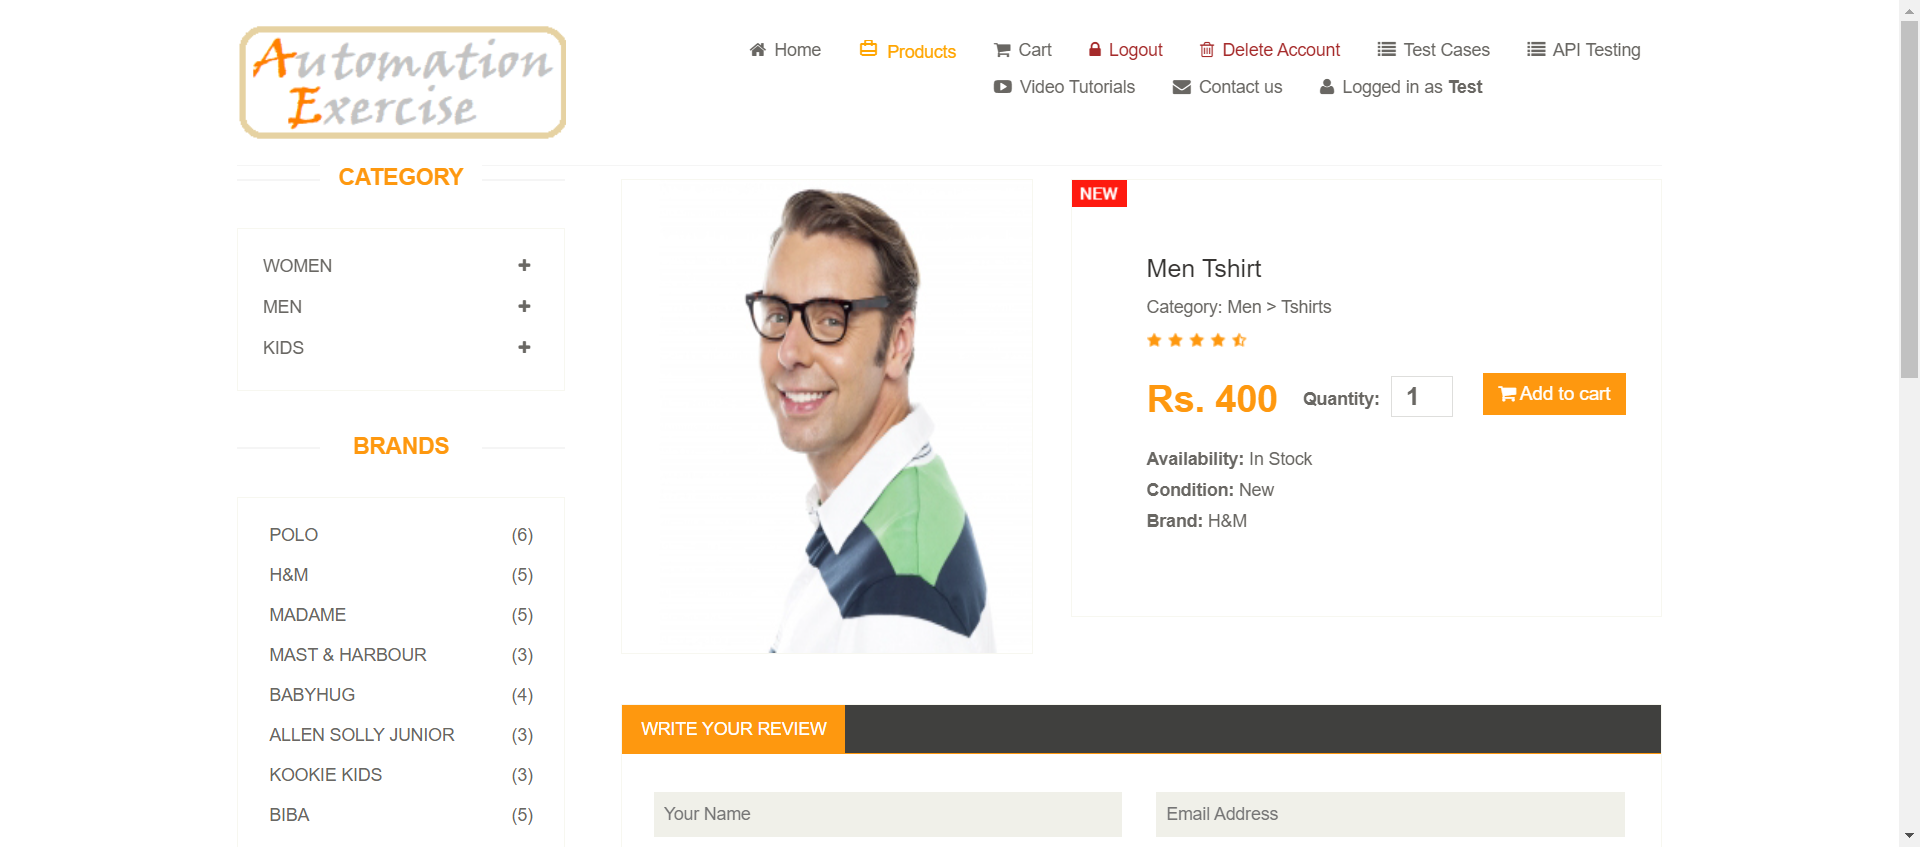 Automation
Exercise
Home
Products
Cart
Logout
Delete Account
Test Cases
API Testing
Video Tutorials
Contact us
Logged in as Test
CATEGORY
WOMEN
MEN
KIDS
BRANDS
POLO (6)
H&M (5)
MADAME (5)
MAST & HARBOUR (3)
BABYHUG (4)
ALLEN SOLLY JUNIOR (3)
KOOKIE KIDS (3)
BIBA (5)
NEW
Men Tshirt
Category: Men > Tshirts
Rs. 400 Quantity: 1 Add to cart
Availability: In Stock
Condition: New
Brand: H&M
WRITE YOUR REVIEW
Your Name
Email Address